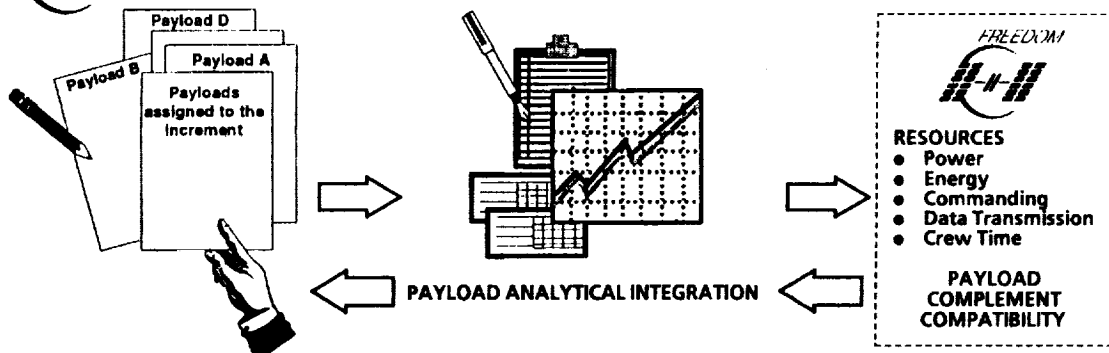 Payload D
Payload A
Payload B
Payloads
assigned to the
Increment
PAYLOAD ANALYTICAL INTEGRATION
FREEDOM
RESOURCES
● Power
● Energy
● Commanding
● Data Transmission
● Crew Time
PAYLOAD
COMPLEMENT
COMPATIBILITY